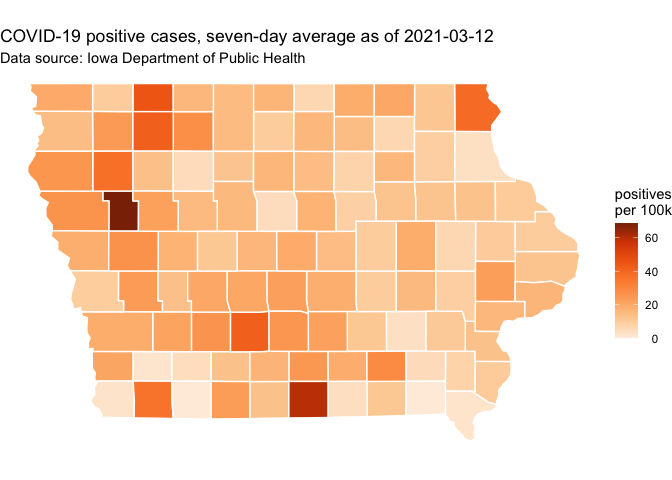 COVID-19 positive cases, seven-day average as of 2021-03-12
Data source: Iowa Department of Public Health
positives
per 100k
60
40
20
0